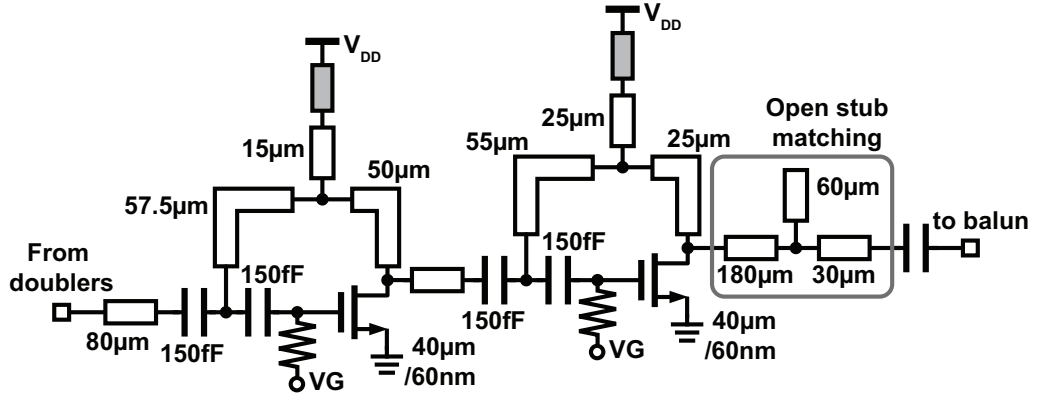 VDD
VDD
Open stub
matching
25µm
55µm
25µm
15µm
50µm
60µm
57.5µm
150fF
to balun
From
doublers
150fF
180µm
30µm
80µm
150fF
150fF
40µm
/60nm
VG
40µm
/60nm
VG